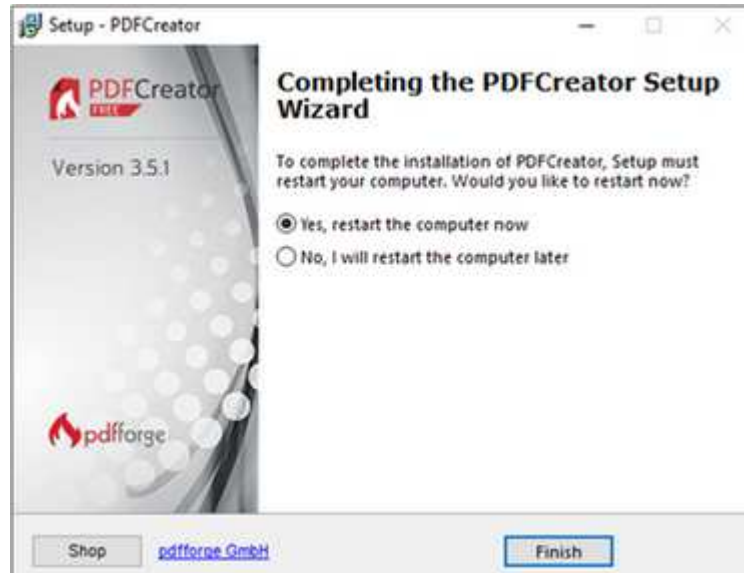 Setup - PDFCreator
PDFCreator
FREE
Version 3.5.1
pdfforge
Completing the PDFCreator Setup
Wizard
To complete the installation of PDFCreator, Setup must
restart your computer. Would you like to restart now?
Yes, restart the computer now
No, I will restart the computer later
Shop
pdfforge GmbH
Finish